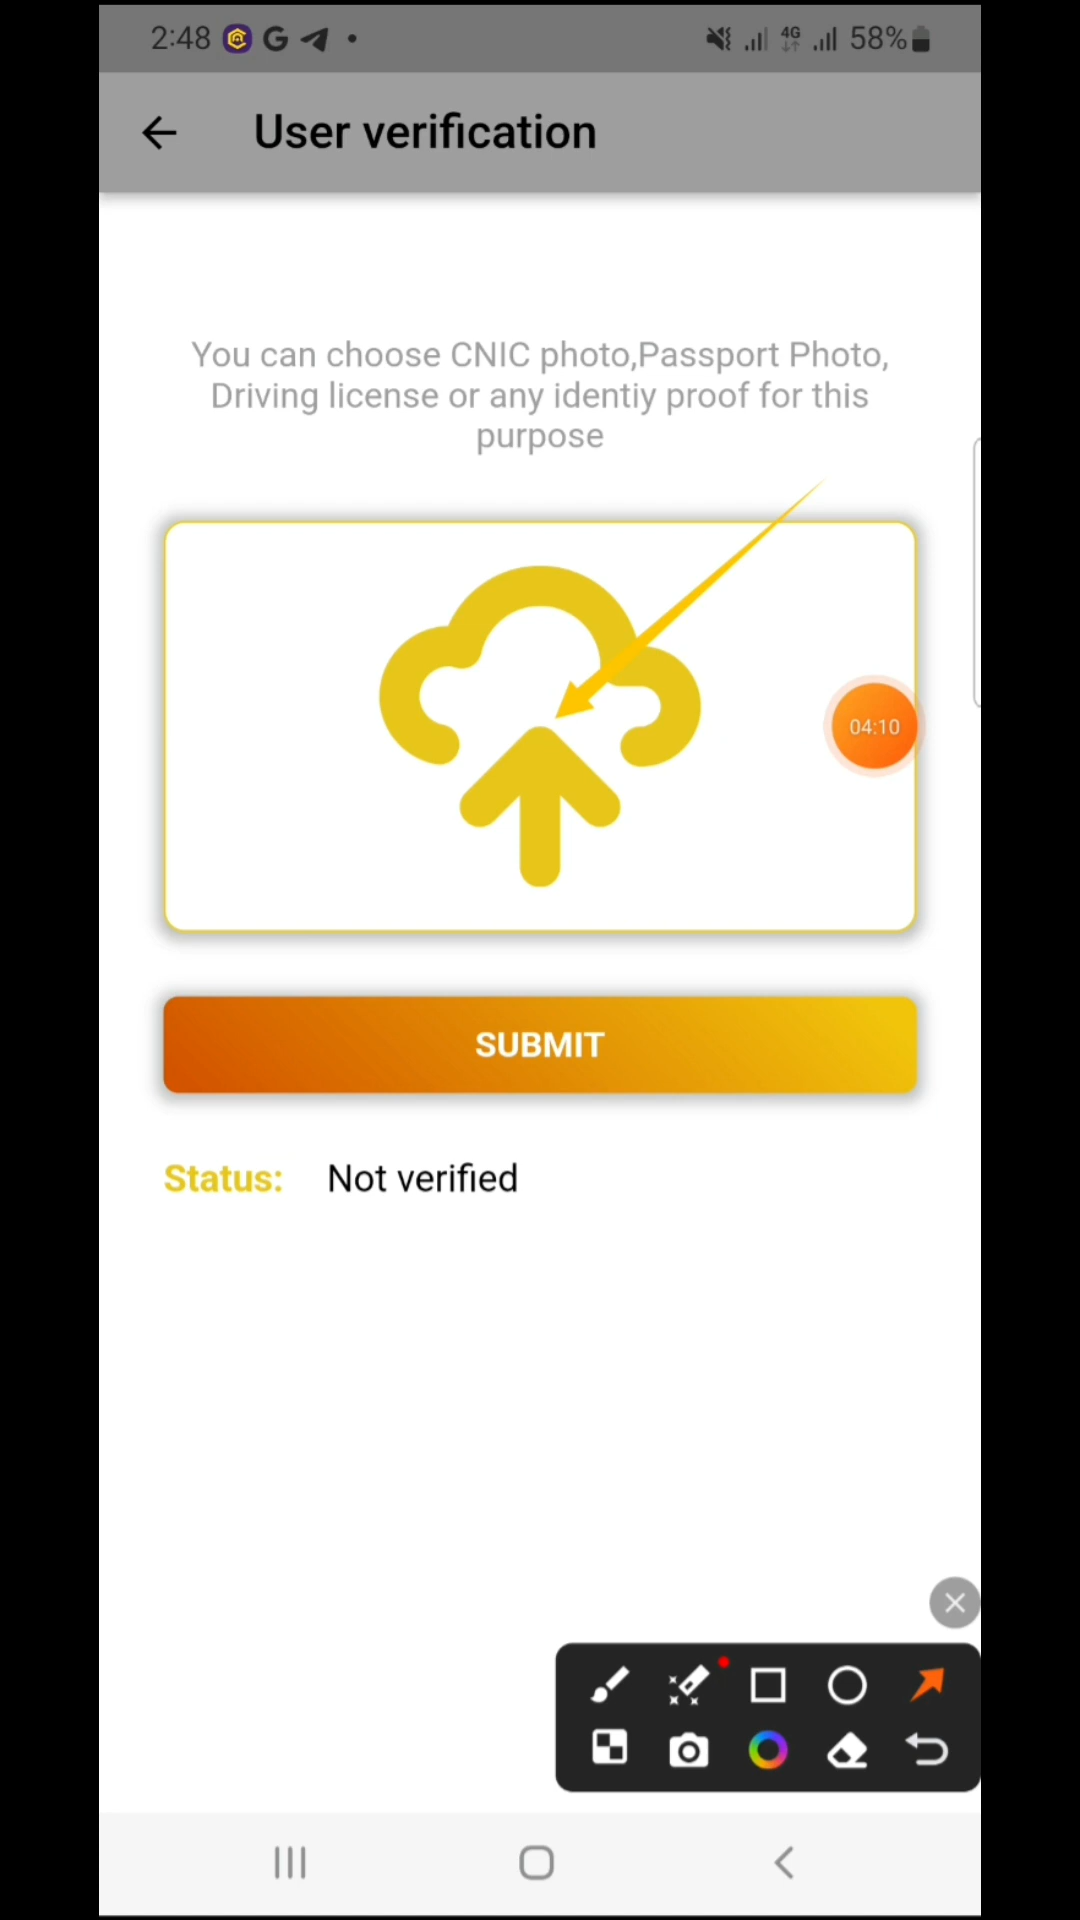 2:48 G 4G 58%
User verification
You can choose CNIC photo,Passport Photo,
Driving license or any identiy proof for this
purpose
04:10
SUBMIT
Status: Not verified